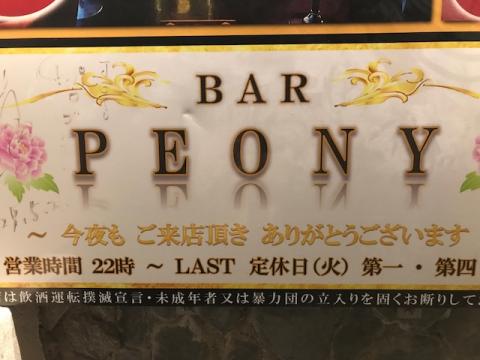 BAR
PEONY
～ 今夜も ご来店頂き ありがとうございます
営業時間 22時 ～ LAST 定休日(火) 第一・第四
は飲酒運転撲滅宣言・未成年者又は暴力団の立入りを固くお断りして